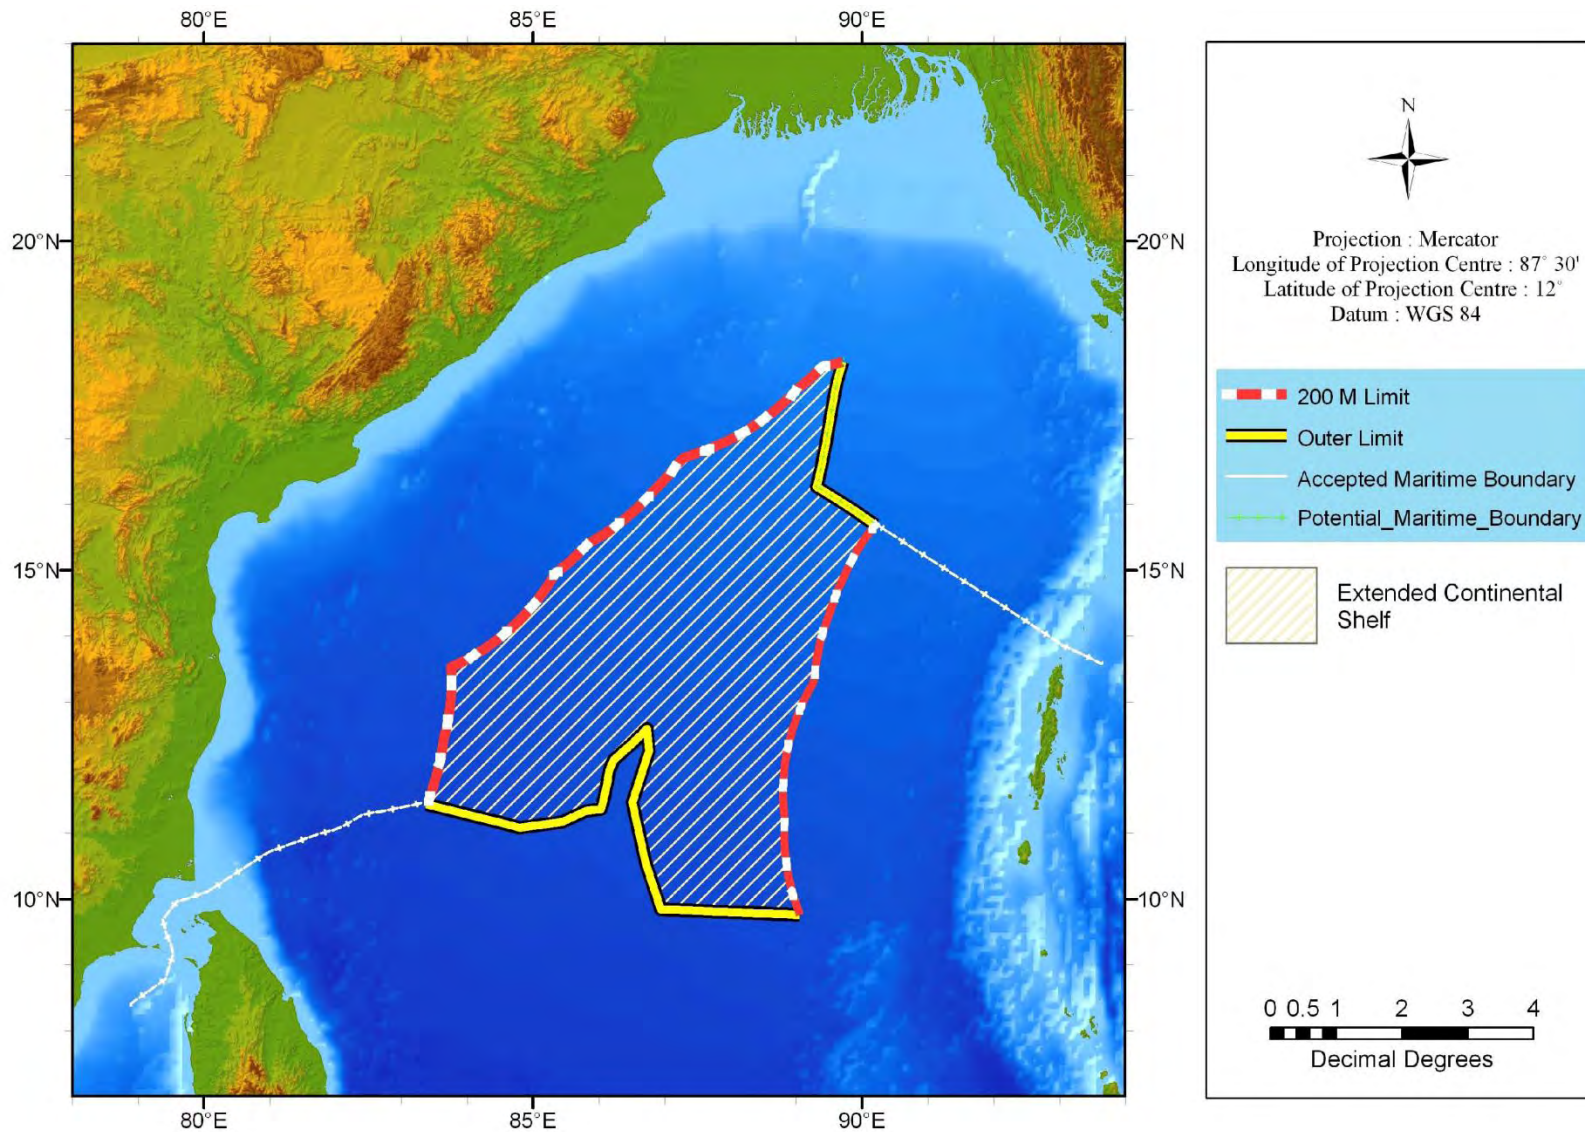 80°E 85°E 90°E
20°N 20°N
15°N 15°N
10°N 10°N
80°E 85°E 90°E
N
Projection : Mercator
Longitude of Projection Centre : 87° 30'
Latitude of Projection Centre : 12°
Datum : WGS 84
200 M Limit
Outer Limit
Accepted Maritime Boundary
Potential_Maritime_Boundary
Extended Continental
Shelf
0 0.5 1 2 3 4
Decimal Degrees